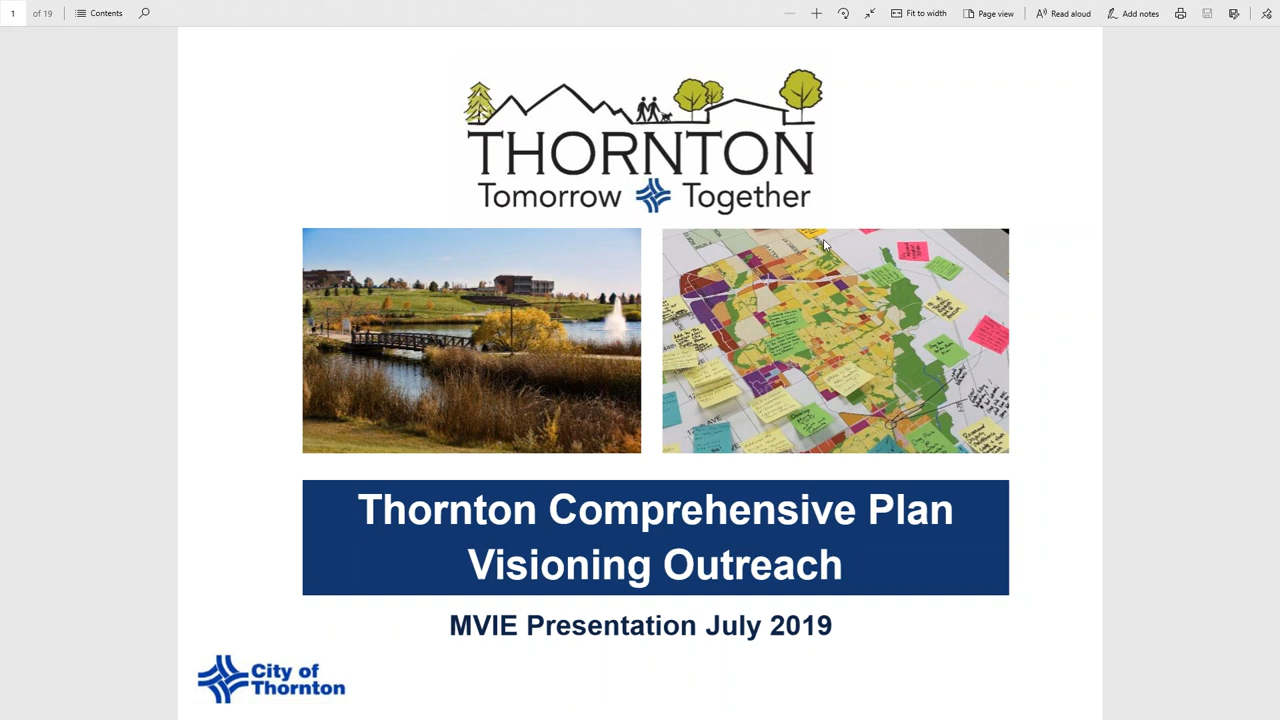 1 of 19 Contents Fit to width Page view Read aloud Add notes
THORNTON
Tomorrow Together
Thornton Comprehensive Plan
Visioning Outreach
MVIE Presentation July 2019
City of
Thornton